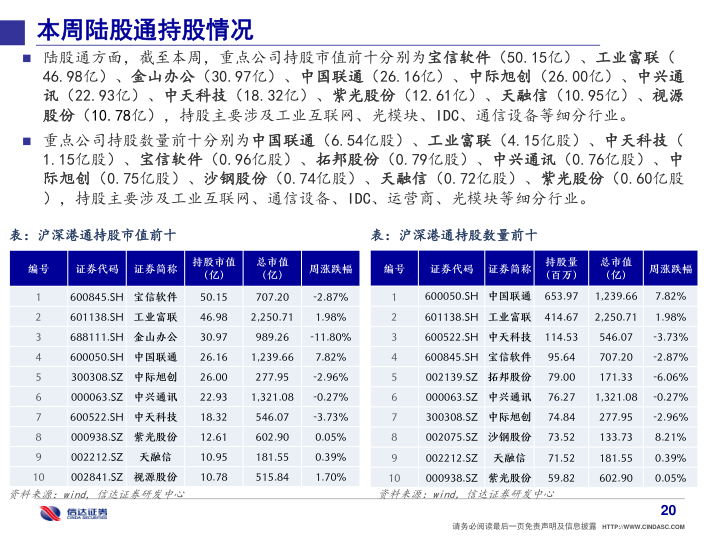 本周陆股通持股情况
陆股通方面，截至本周，重点公司持股市值前十分别为宝信软件（50.15亿）、工业富联（
46.98亿）、金山办公（30.97亿）、中国联通（26.16亿）、中际旭创（26.00亿）、中兴通
讯（22.93亿）、中天科技（18.32亿）、紫光股份（12.61亿）、天融信（10.95亿）、视源
股份（10.78亿），持股主要涉及工业互联网、光模块、IDC、通信设备等细分行业。
重点公司持股数量前十分别为中国联通（6.54亿股）、工业富联（4.15亿股）、中天科技（
1.15亿股）、宝信软件（0.96亿股）、拓邦股份（0.79亿股）、中兴通讯（0.76亿股）、中
际旭创（0.75亿股）、沙钢股份（0.74亿股）、天融信（0.72亿股）、紫光股份（0.60亿股
），持股主要涉及工业互联网、通信设备、IDC、运营商、光模块等细分行业。
表：沪深港通持股市值前十
编号 证券代码 证券简称 持股市值（亿） 总市值（亿） 周涨跌幅
1 600845.SH 宝信软件 50.15 707.20 -2.87%
2 601138.SH 工业富联 46.98 2,250.71 1.98%
3 688111.SH 金山办公 30.97 989.26 -11.80%
4 600050.SH 中国联通 26.16 1,239.66 7.82%
5 300308.SZ 中际旭创 26.00 277.95 -2.96%
6 000063.SZ 中兴通讯 22.93 1,321.08 -0.27%
7 600522.SH 中天科技 18.32 546.07 -3.73%
8 000938.SZ 紫光股份 12.61 602.90 0.05%
9 002212.SZ 天融信 10.95 181.55 0.39%
10 002841.SZ 视源股份 10.78 515.84 1.70%
资料来源：wind，信达证券研发中心
表：沪深港通持股数量前十
编号 证券代码 证券简称 持股量（百万） 总市值（亿） 周涨跌幅
1 600050.SH 中国联通 653.97 1,239.66 7.82%
2 601138.SH 工业富联 414.67 2,250.71 1.98%
3 600522.SH 中天科技 114.53 546.07 -3.73%
4 600845.SH 宝信软件 95.64 707.20 -2.87%
5 002139.SZ 拓邦股份 79.00 171.33 -6.06%
6 000063.SZ 中兴通讯 76.27 1,321.08 -0.27%
7 300308.SZ 中际旭创 74.84 277.95 -2.96%
8 002075.SZ 沙钢股份 73.52 133.73 8.21%
9 002212.SZ 天融信 71.52 181.55 0.39%
10 000938.SZ 紫光股份 59.82 602.90 0.05%
资料来源：wind，信达证券研发中心
信达证券
CINDA SECURITIES
20
请务必阅读最后一页免责声明及信息披露 HTTP://WWW.CINDASC.COM